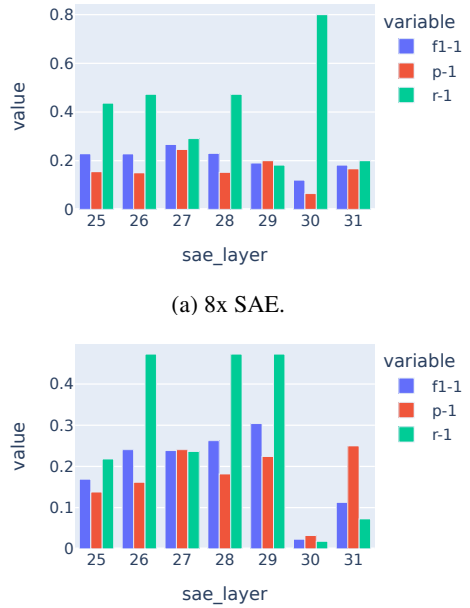 0.8
0.6
0.4
0.2
0
value
25 26 27 28 29 30 31
sae_layer
variable
f1-1
p-1
r-1
(a) 8x SAE.
0.4
0.3
0.2
0.1
0
value
25 26 27 28 29 30 31
sae_layer
variable
f1-1
p-1
r-1